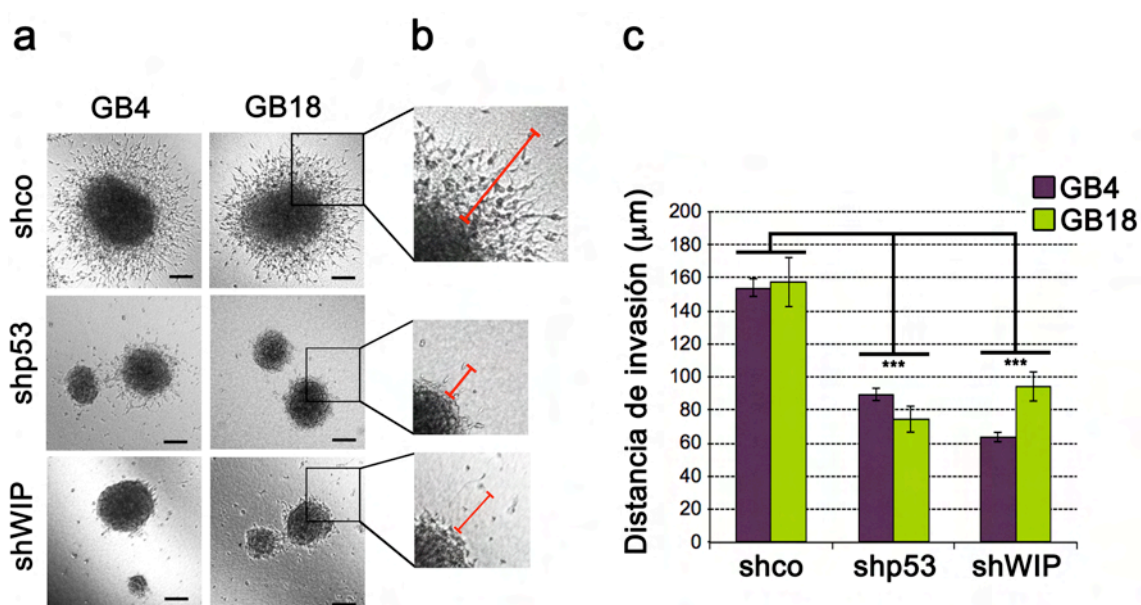 a
b
c
GB4
GB18
shco
shp53
shWIP
GB4
GB18
Distancia de invasión (μm)
200
180
160
140
120
100
80
60
40
20
0
***
***
shco
shp53
shWIP